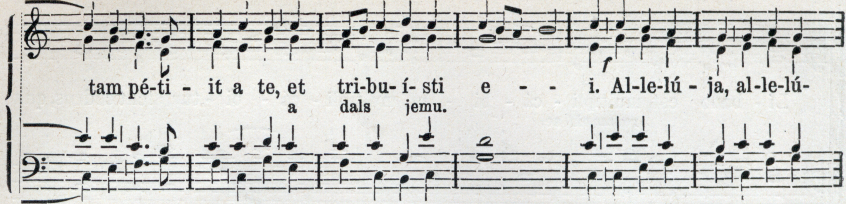 tam pé-ti - it a te, et tri-bu-í-sti e - - i. Al-le-lú - ja, al-le-lú-
a dals jemu.